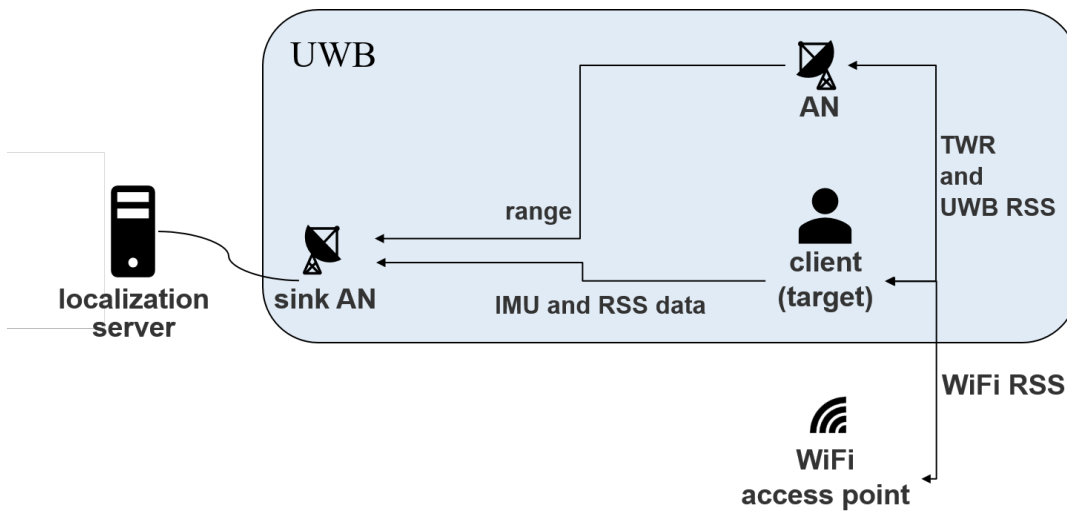 UWB
AN
TWR
and
UWB RSS
range
client
(target)
sink AN
IMU and RSS data
localization
server
WiFi RSS
WiFi
access point